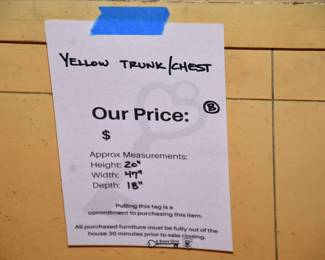 YELLOW TRUNK/CHEST
Our Price:
B
$
Approx Measurements:
Height: 20"
Width: 47"
Depth: 18"
Pulling this tag is a
commitment to purchasing this item.
All purchased furniture must be fully out of the
house 30 minutes prior to sale closing.